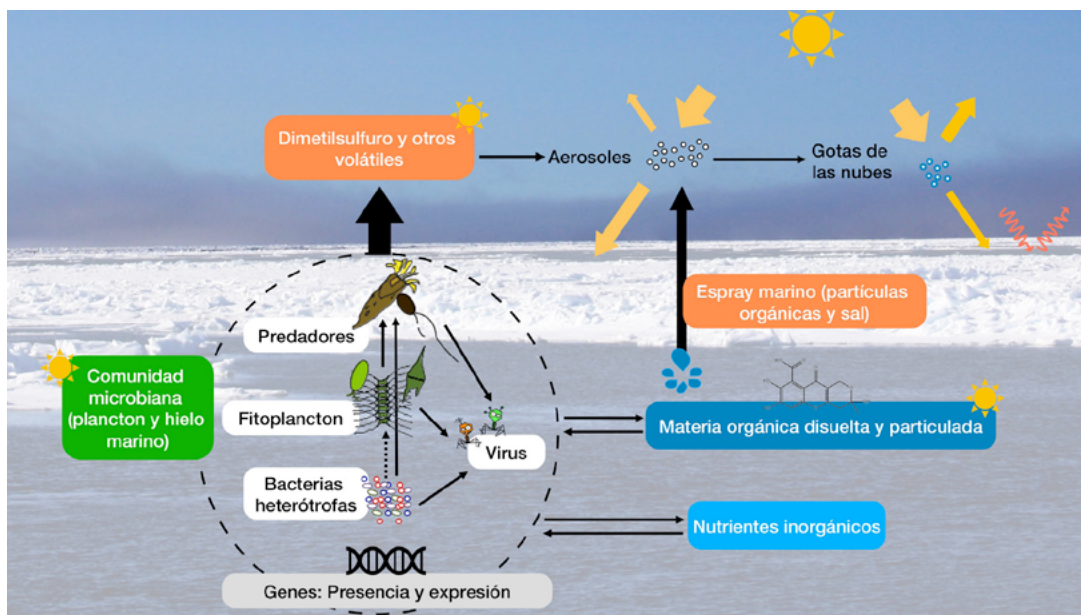 Dimetilsulfuro y otros
volátiles
Aerosoles
Gotas de
las nubes
Espray marino (partículas
orgánicas y sal)
Predadores
Comunidad
microbiana
(plancton y hielo
marino)
Fitoplancton
Virus
Materia orgánica disuelta y particulada
Bacterias
heterótrofas
Nutrientes inorgánicos
Genes: Presencia y expresión